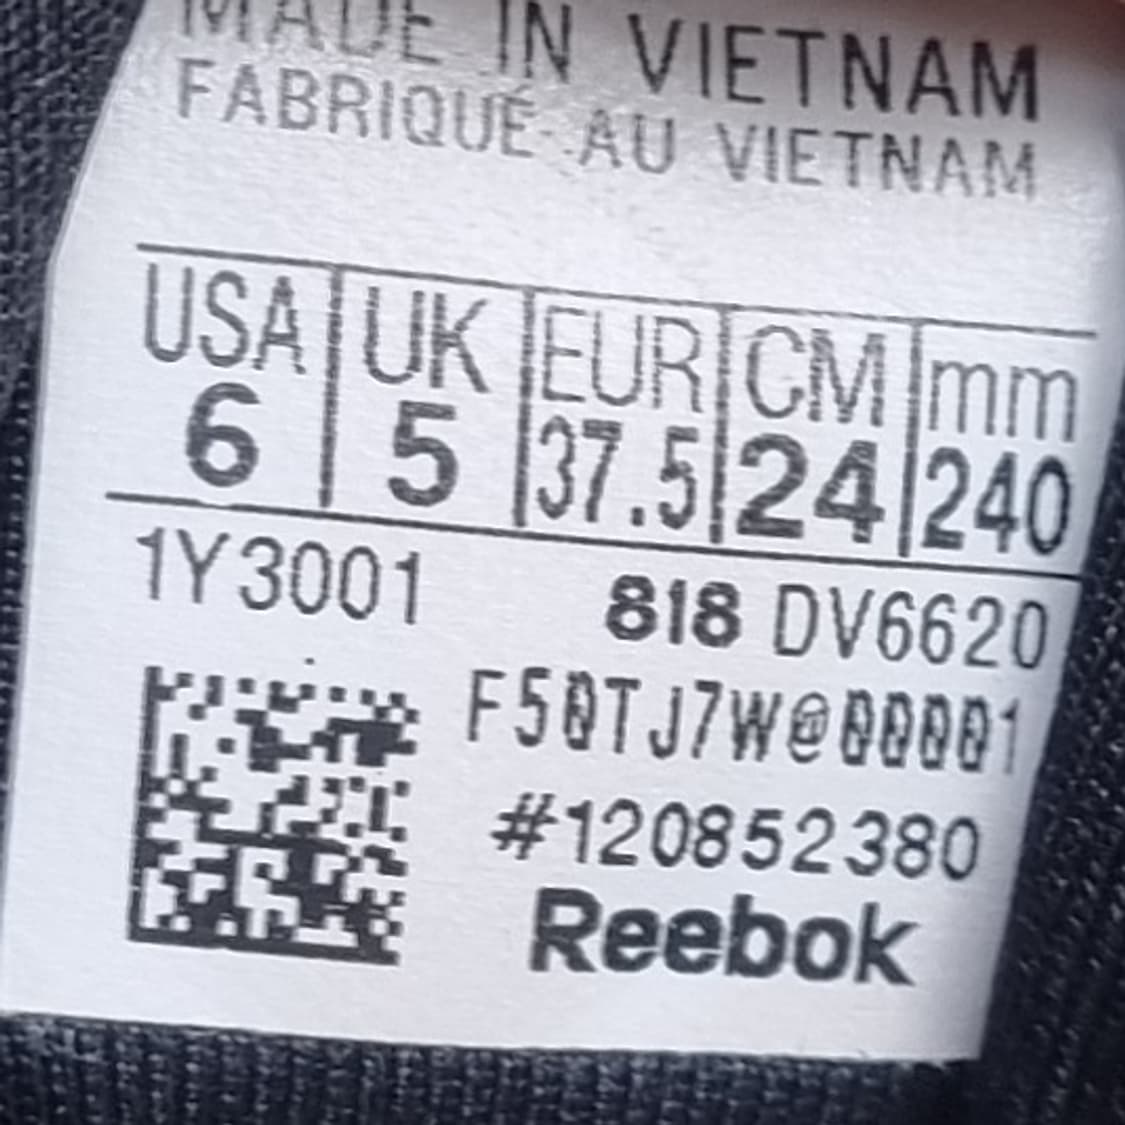 MADE IN VIETNAM
FABRIQUÉ AU VIETNAM
USA UK EUR CM mm
6 5 37.5 24 240
1Y3001 818 DV6620
F50TJ7W@00001
#120852380
Reebok